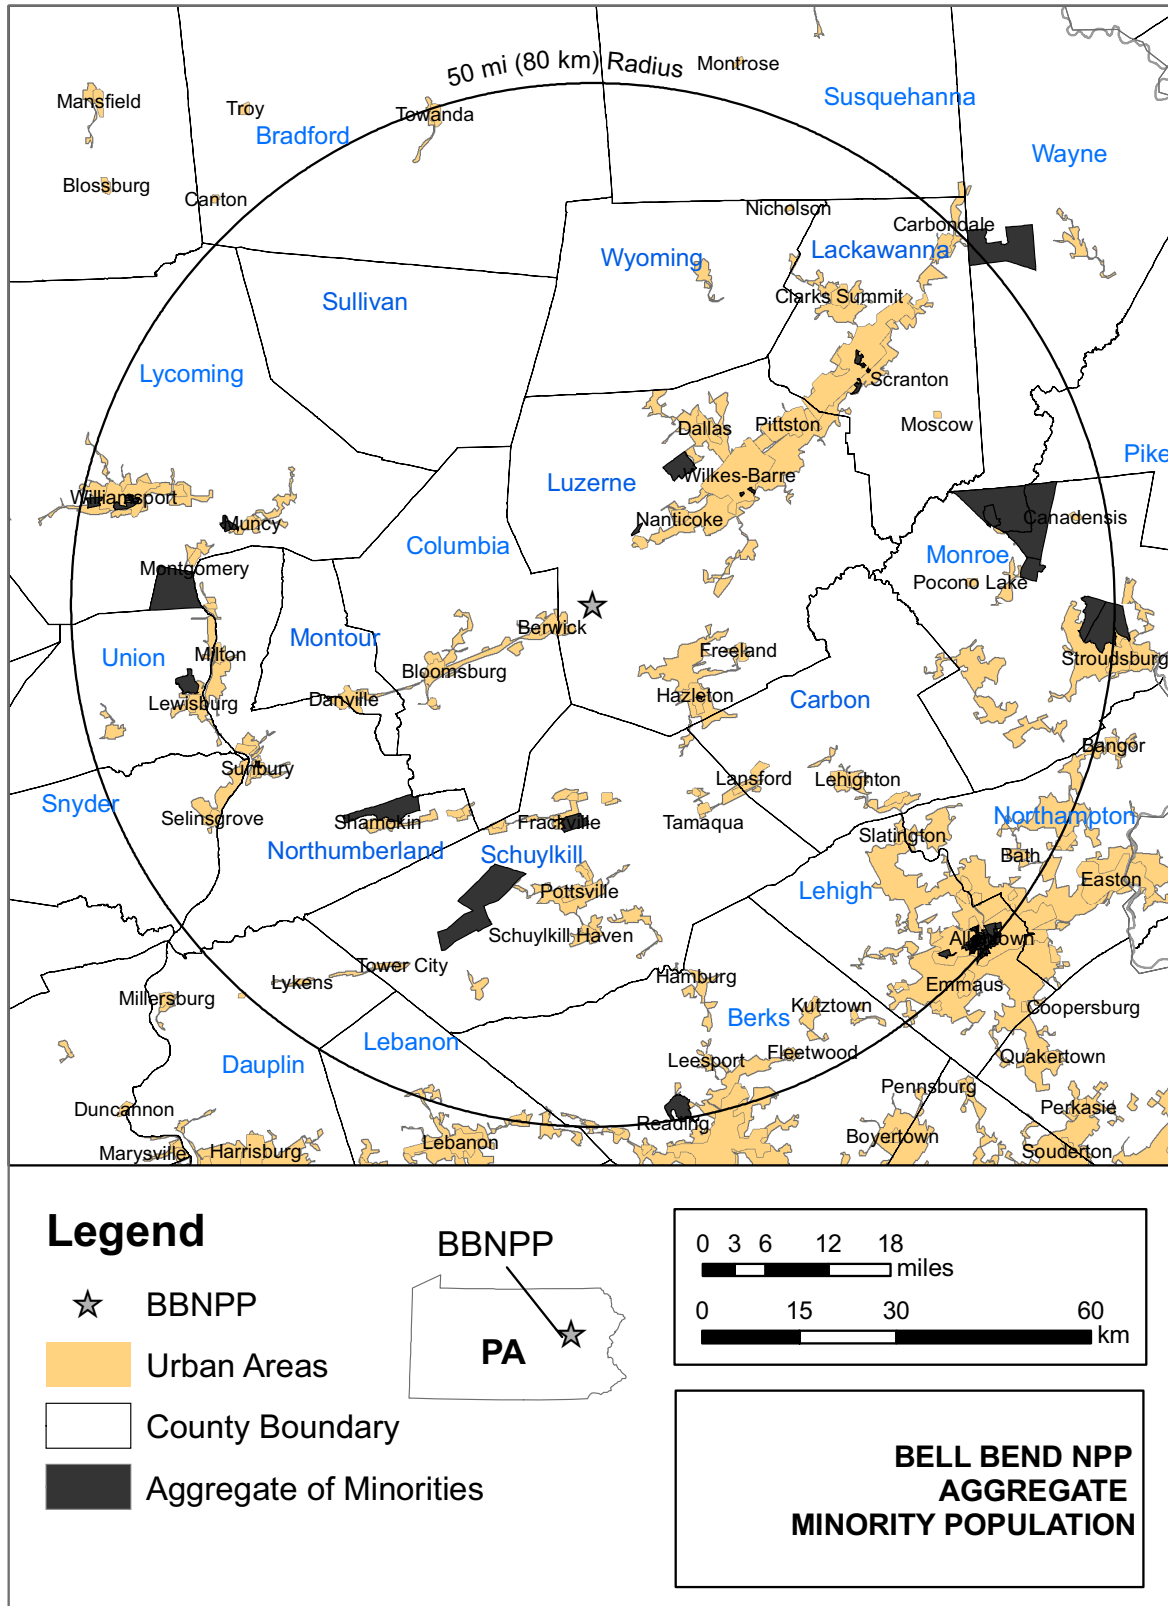 50 mi (80 km) Radius
Montrose
Mansfield
Troy
Towanda
Susquehanna
Bradford
Wayne
Blossburg
Canton
Nicholson
Carbondale
Wyoming
Lackawanna
Sullivan
Clarks Summit
Lycoming
Scranton
Dallas
Pittston
Moscow
Pike
Williamsport
Luzerne
Wilkes-Barre
Muncy
Nanticoke
Canadensis
Columbia
Monroe
Montgomery
Pocono Lake
Berwick
Montour
Union
Milton
Freeland
Stroudsburg
Bloomsburg
Lewisburg
Danville
Hazleton
Carbon
Bangor
Sunbury
Lansford
Lehighton
Snyder
Selinsgrove
Shamokin
Frackville
Tamaqua
Northampton
Slatington
Northumberland
Schuylkill
Bath
Pottsville
Lehigh
Easton
Schuylkill Haven
Allentown
Tower City
Lykens
Hamburg
Emmaus
Millersburg
Kutztown
Coopersburg
Berks
Lebanon
Dauplin
Leesport
Fleetwood
Quakertown
Pennsburg
Duncannon
Reading
Perkasie
Marysville
Harrisburg
Lebanon
Boyertown
Souderton
Legend
BBNPP
Urban Areas
County Boundary
Aggregate of Minorities
BBNPP
PA
0 3 6 12 18
miles
0 15 30 60
km
BELL BEND NPP
AGGREGATE
MINORITY POPULATION